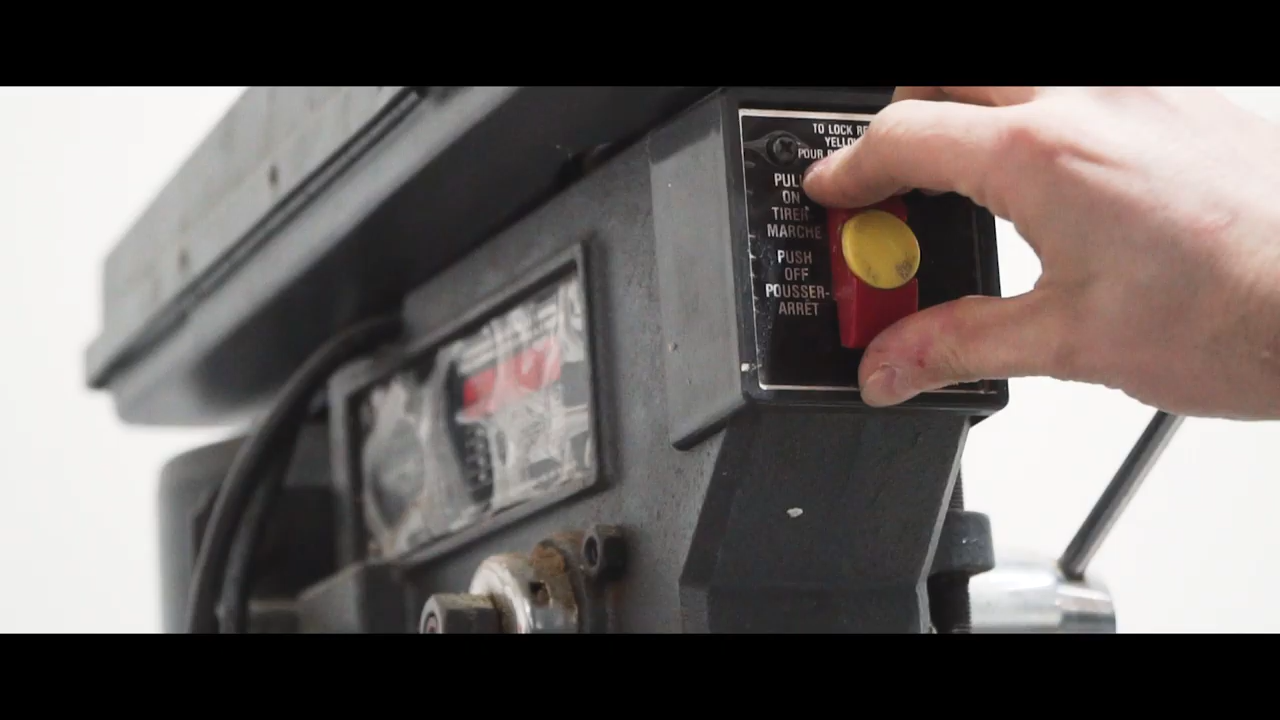 TO LOCK
PULL
ON
TIRER
MARCHE
PUSH
OFF
POUSSER-
ARRÊT